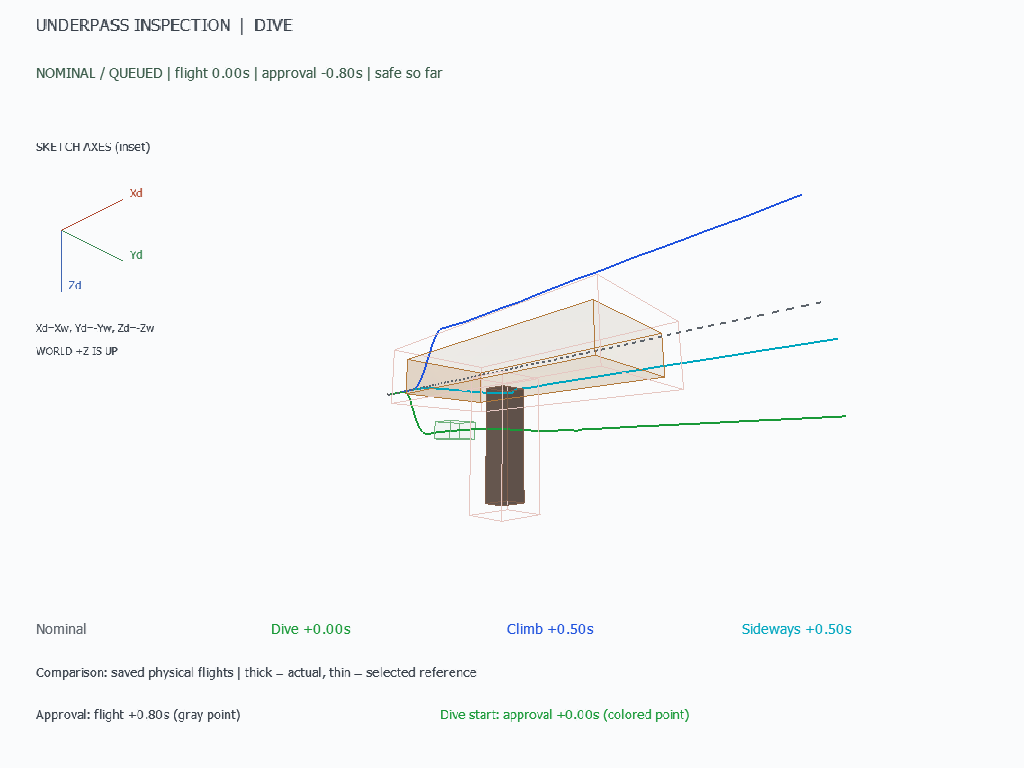 UNDERPASS INSPECTION | DIVE
NOMINAL / QUEUED | flight 0.00s | approval -0.80s | safe so far
SKETCH AXES (inset)
Xd
Yd
Zd
Xd=Xw, Yd=-Yw, Zd=-Zw
WORLD +Z IS UP
Nominal
Dive +0.00s
Climb +0.50s
Sideways +0.50s
Comparison: saved physical flights | thick = actual, thin = selected reference
Approval: flight +0.80s (gray point)
Dive start: approval +0.00s (colored point)